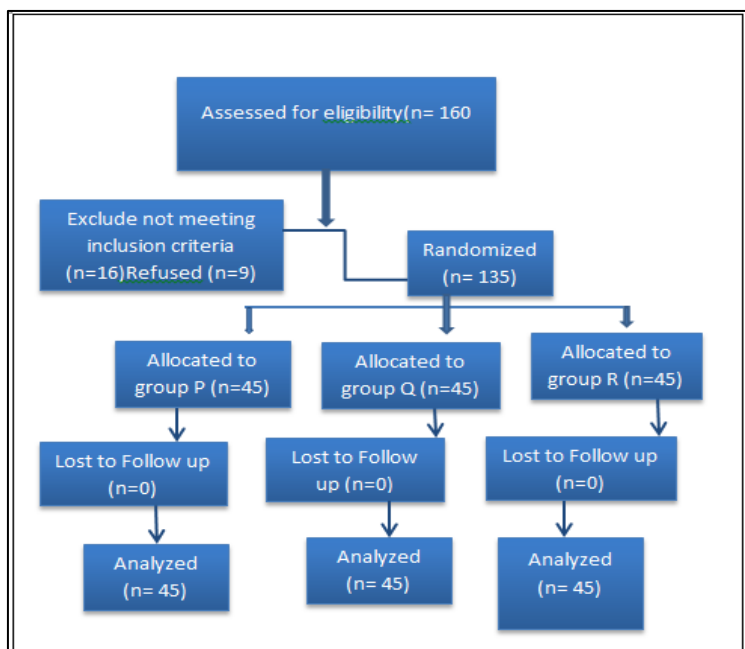 Assessed for eligibility(n= 160
Exclude not meeting
inclusion criteria
(n=16)Refused (n=9)
Randomized
(n= 135)
Allocated to
group P (n=45)
Allocated to
group Q (n=45)
Allocated to
group R (n=45)
Lost to Follow up
(n=0)
Lost to Follow
up (n=0)
Lost to Follow up
(n=0)
Analyzed
(n= 45)
Analyzed
(n= 45)
Analyzed
(n= 45)